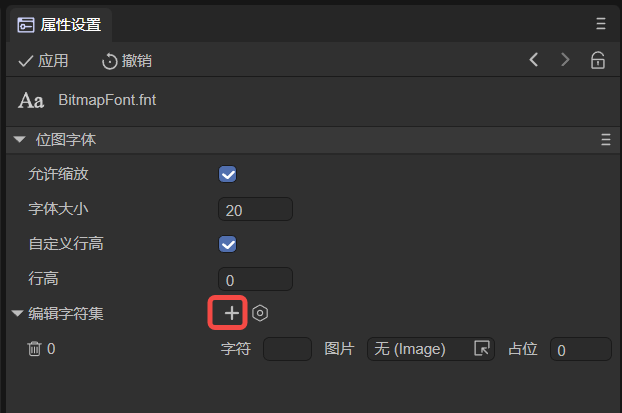 属性设置
应用 撤销
Aa BitmapFont.fnt
位图字体
允许缩放
字体大小 20
自定义行高
行高 0
编辑字符集
0 字符 图片 无 (Image) 占位 0